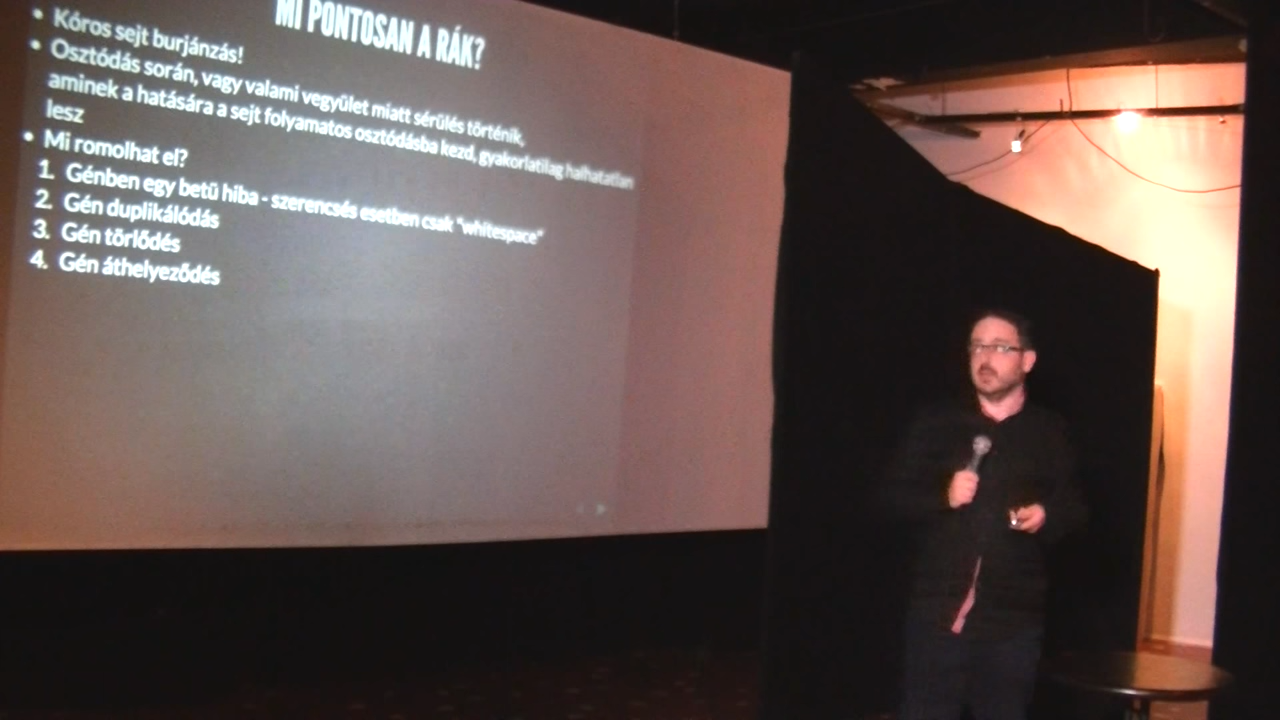 MI PONTOSAN A RÁK?
• Kóros sejt burjánzás!
• Osztódás során, vagy valami vegyület miatt sérülés történik,
aminek a hatására a sejt folyamatos osztódásba kezd, gyakorlatilag halhatatlan
lesz
• Mi romolhat el?
1. Génben egy betű hiba - szerencsés esetben csak "whitespace"
2. Gén duplikálódás
3. Gén törlődés
4. Gén áthelyeződés